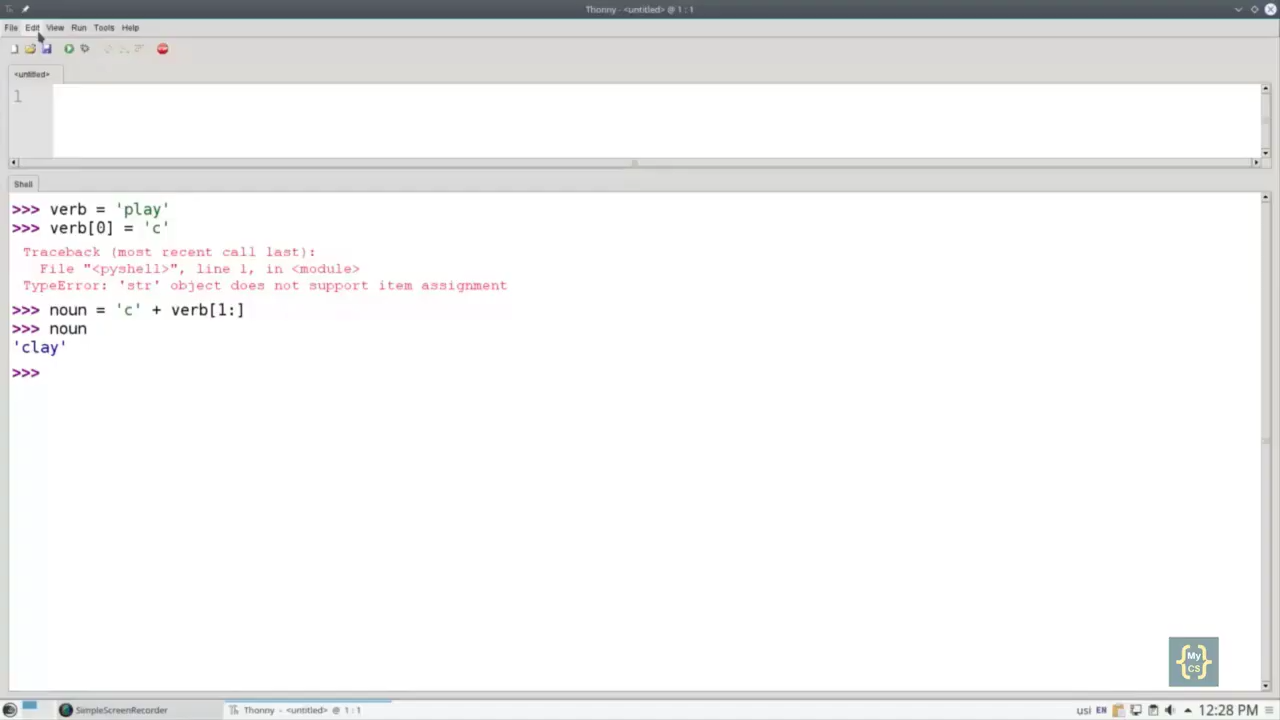 Thonny - <untitled> @ 1 : 1
File Edit View Run Tools Help
<untitled>
1
Shell
>>> verb = 'play'
>>> verb[0] = 'c'
Traceback (most recent call last):
File "<pyshell>", line 1, in <module>
TypeError: 'str' object does not support item assignment
>>> noun = 'c' + verb[1:]
>>> noun
'clay'
>>>
{My CS}
SimpleScreenRecorder
Thonny - <untitled> @ 1 : 1
usi EN
12:28 PM